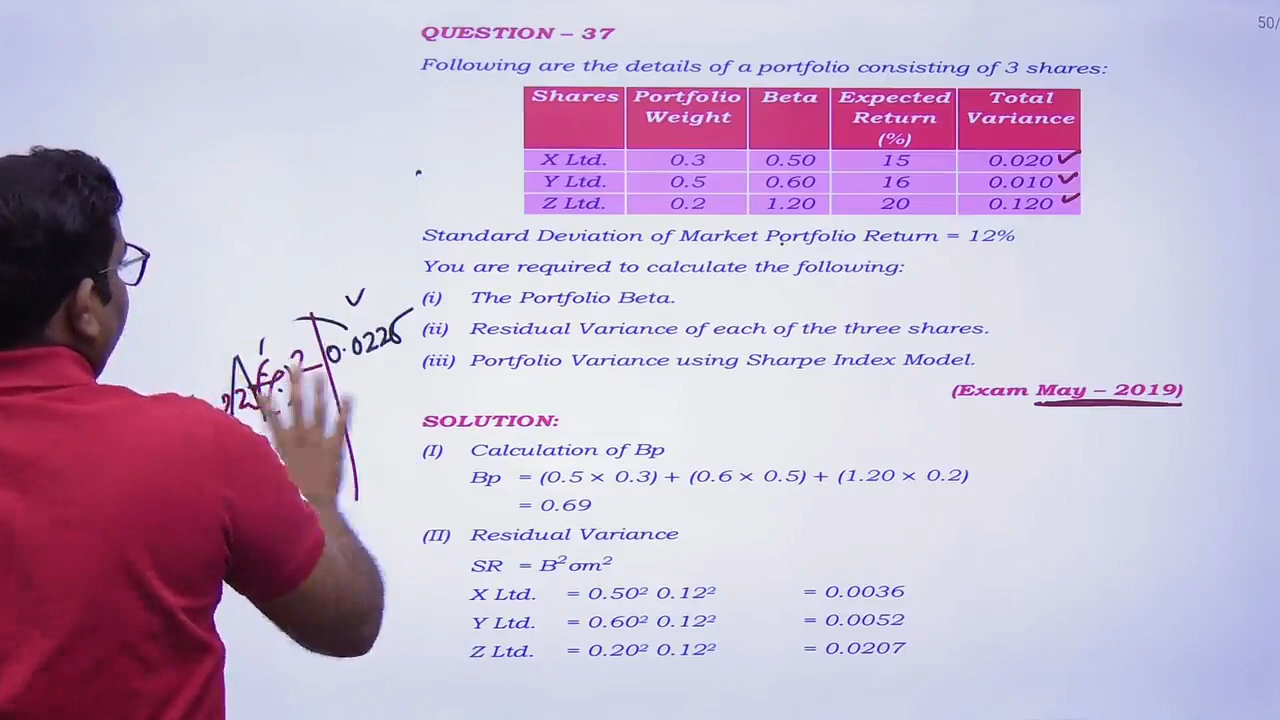 50/
QUESTION – 37
Following are the details of a portfolio consisting of 3 shares:
Shares Portfolio Weight Beta Expected Return (%) Total Variance
X Ltd. 0.3 0.50 15 0.020
Y Ltd. 0.5 0.60 16 0.010
Z Ltd. 0.2 1.20 20 0.120
Standard Deviation of Market Portfolio Return = 12%
You are required to calculate the following:
(i) The Portfolio Beta.
(ii) Residual Variance of each of the three shares.
(iii) Portfolio Variance using Sharpe Index Model.
(Exam May – 2019)
0.0225
SOLUTION:
(I) Calculation of Bp
Bp = (0.5 × 0.3) + (0.6 × 0.5) + (1.20 × 0.2)
= 0.69
(II) Residual Variance
SR = B²σm²
X Ltd. = 0.50² 0.12² = 0.0036
Y Ltd. = 0.60² 0.12² = 0.0052
Z Ltd. = 0.20² 0.12² = 0.0207